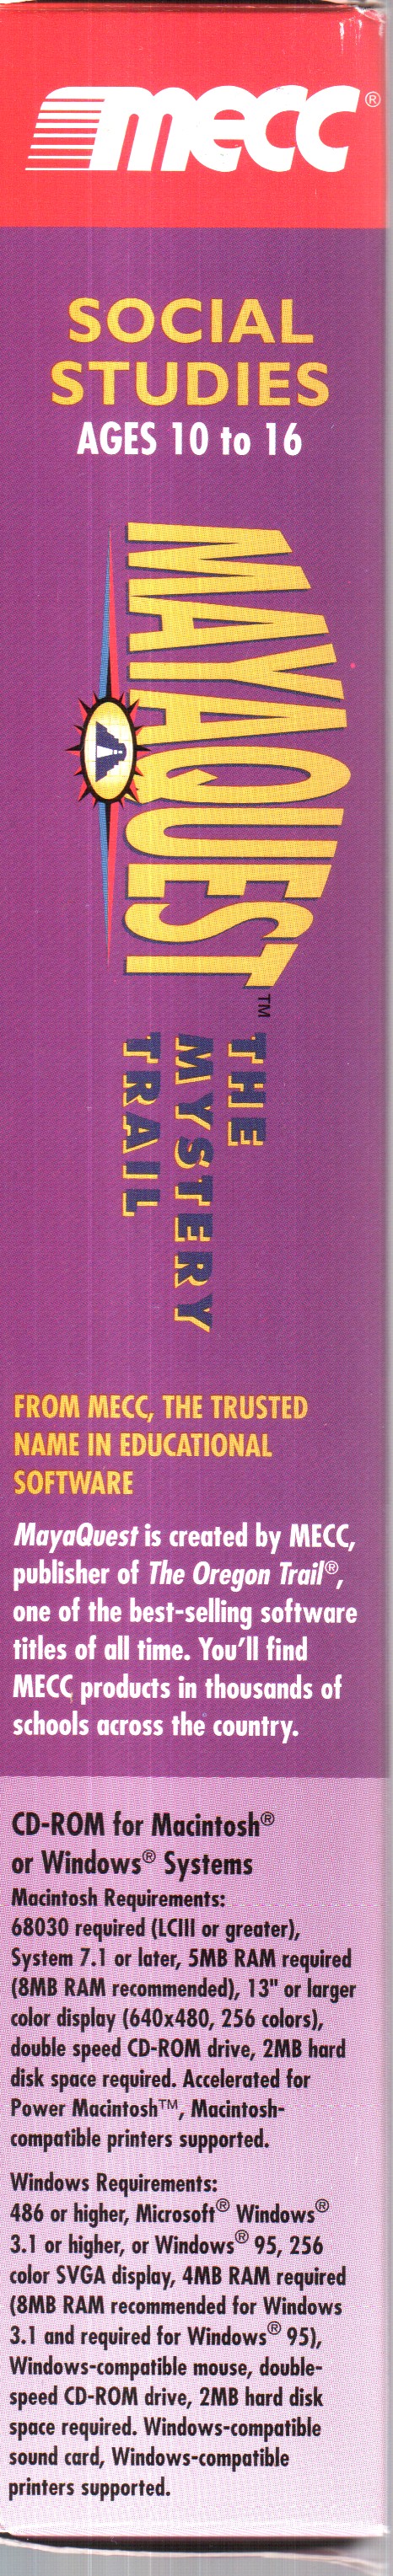 mecc®
SOCIAL
STUDIES
AGES 10 to 16
MAYAQUEST™
THE
MYSTERY
TRAIL
FROM MECC, THE TRUSTED
NAME IN EDUCATIONAL
SOFTWARE
MayaQuest is created by MECC,
publisher of The Oregon Trail®,
one of the best-selling software
titles of all time. You'll find
MECC products in thousands of
schools across the country.
CD-ROM for Macintosh®
or Windows® Systems
Macintosh Requirements:
68030 required (LCIII or greater),
System 7.1 or later, 5MB RAM required
(8MB RAM recommended), 13" or larger
color display (640x480, 256 colors),
double speed CD-ROM drive, 2MB hard
disk space required. Accelerated for
Power Macintosh™, Macintosh-
compatible printers supported.
Windows Requirements:
486 or higher, Microsoft® Windows®
3.1 or higher, or Windows® 95, 256
color SVGA display, 4MB RAM required
(8MB RAM recommended for Windows
3.1 and required for Windows® 95),
Windows-compatible mouse, double-
speed CD-ROM drive, 2MB hard disk
space required. Windows-compatible
sound card, Windows-compatible
printers supported.